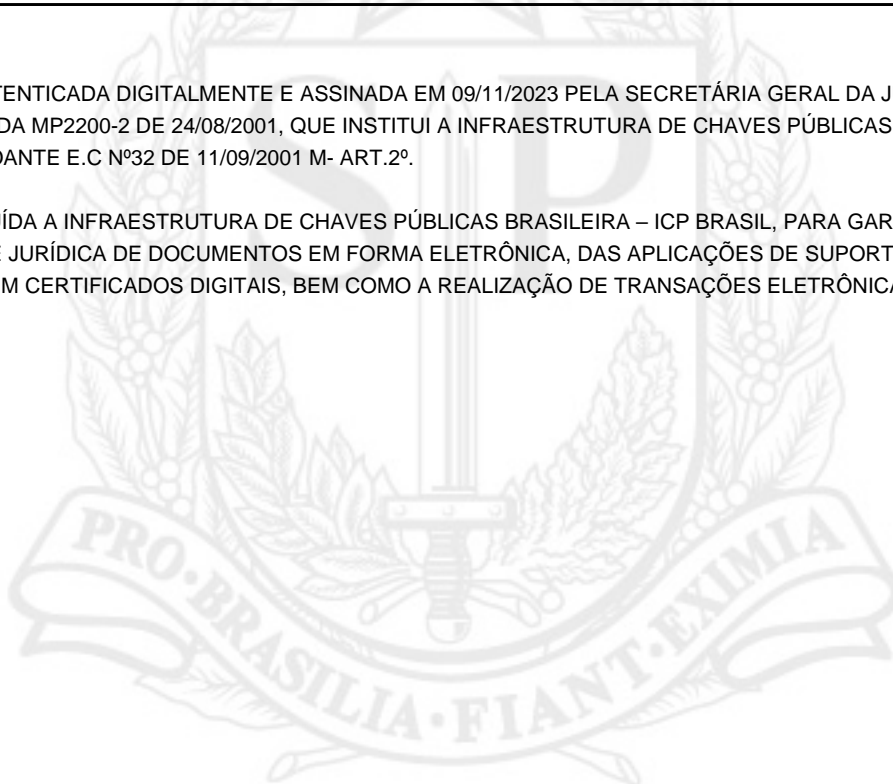 TENTICADA DIGITALMENTE E ASSINADA EM 09/11/2023 PELA SECRETÁRIA GERAL DA J
DA MP2200-2 DE 24/08/2001, QUE INSTITUI A INFRAESTRUTURA DE CHAVES PÚBLICAS
DANTE E.C Nº32 DE 11/09/2001 M- ART.2º.
UÍDA A INFRAESTRUTURA DE CHAVES PÚBLICAS BRASILEIRA – ICP BRASIL, PARA GAR
E JURÍDICA DE DOCUMENTOS EM FORMA ELETRÔNICA, DAS APLICAÇÕES DE SUPORT
M CERTIFICADOS DIGITAIS, BEM COMO A REALIZAÇÃO DE TRANSAÇÕES ELETRÔNICA
SP
PRO·BRASILIA·FIANT·EXIMIA